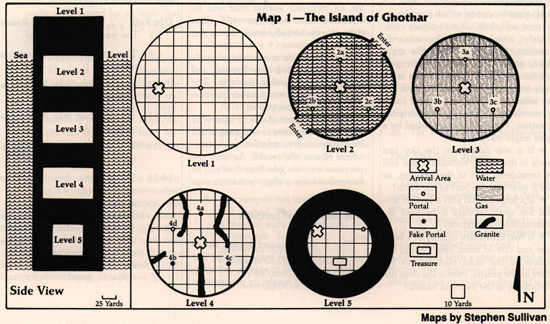 Map 1—The Island of Ghothar
Level 1
Sea
Level
Level 2
Level 3
Level 4
Level 5
Side View
25 Yards
Level 1
Enter
2a
2b
2c
Enter
Level 2
3a
3b
3c
Level 3
4a
4d
4b
4c
Level 4
Level 5
Arrival Area
Water
Portal
Gas
Fake Portal
Granite
Treasure
10 Yards
N
Maps by Stephen Sullivan